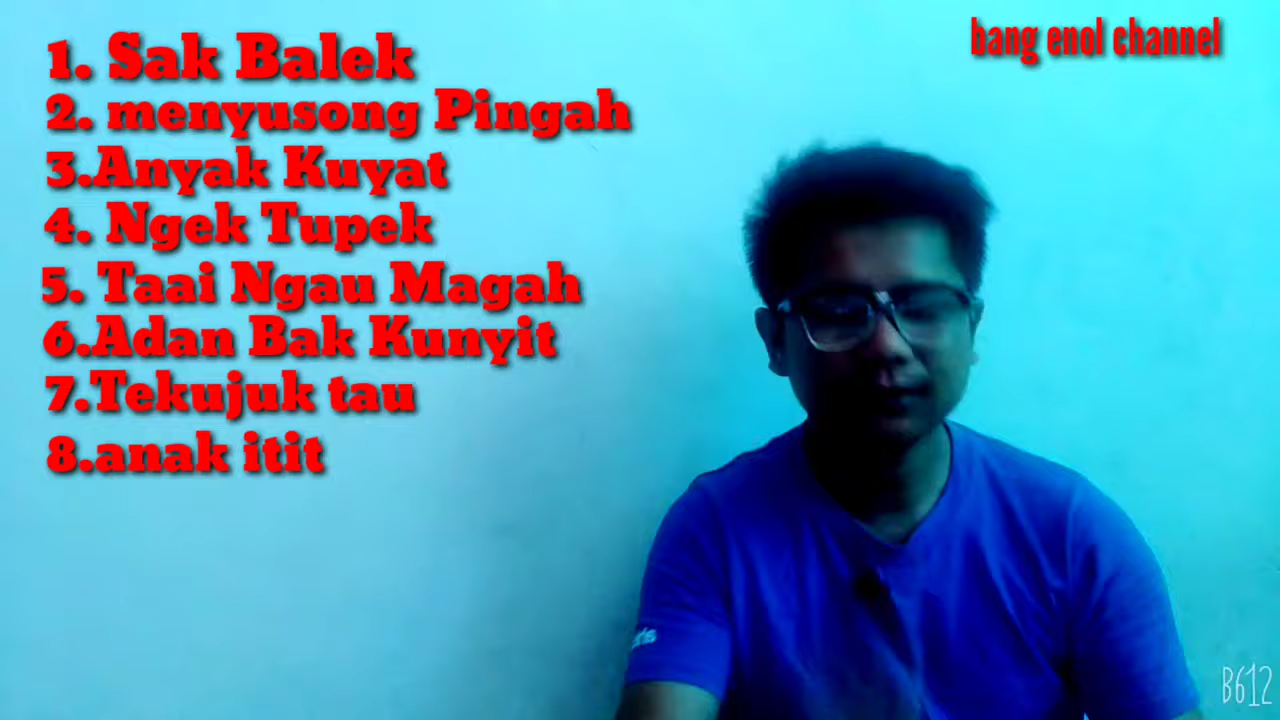 1. Sak Balek
2. menyusong Pingah
3.Anyak Kuyat
4. Ngek Tupek
5. Taai Ngau Magah
6.Adan Bak Kunyit
7.Tekujuk tau
8.anak itit
bang enol channel
B612